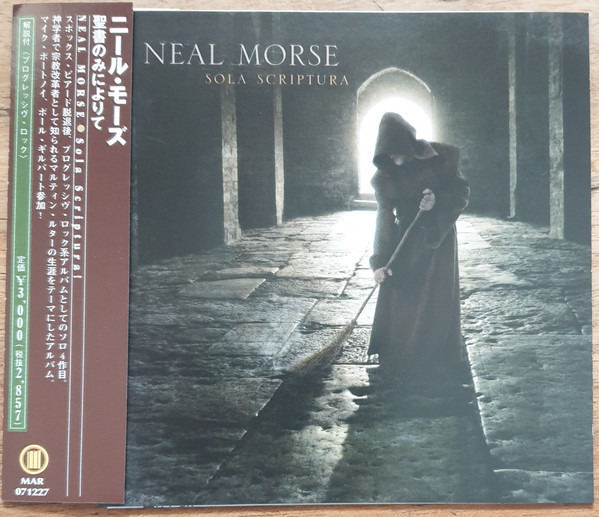 ニール・モーズ
聖書のみによりて
NEAL MORSE●Sola Scriptural
スポックス・ビアード脱退後、プログレッシヴ・ロック系アルバムとしてのソロ4作目。
神学者で宗教改革者として知られるマルティン・ルターの生涯をテーマにしたアルバム。
マイク・ポートノイ、ポール・ギルバート参加！
解説付〈プログレッシヴ・ロック〉
定価¥3,000(税抜2,857)
MAR
071227
NEAL MORSE
SOLA SCRIPTURA